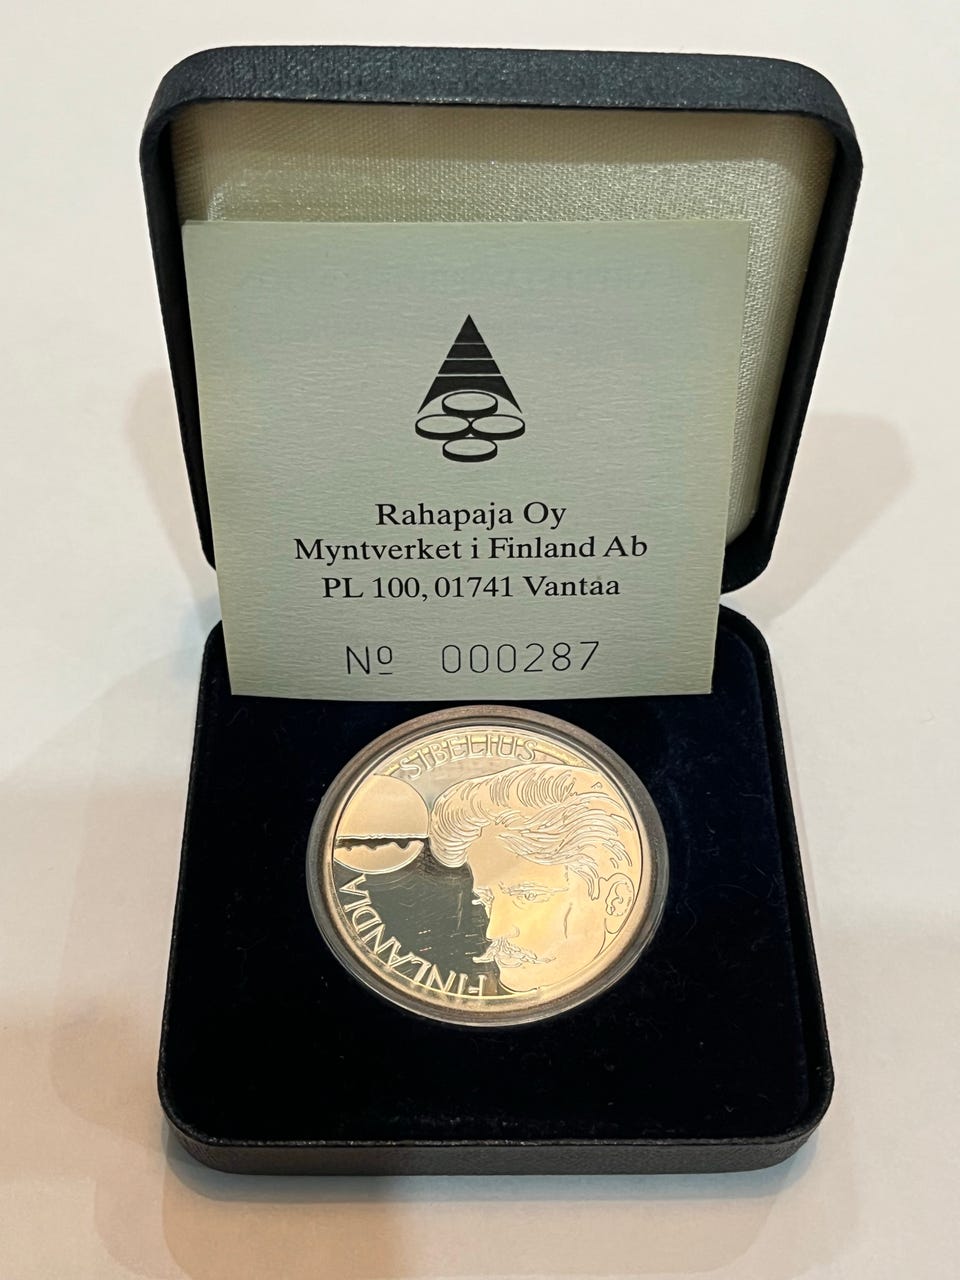 Rahapaja Oy
Myntverket i Finland Ab
PL 100, 01741 Vantaa
Nº 000287
SIBELIUS
FINLANDIA